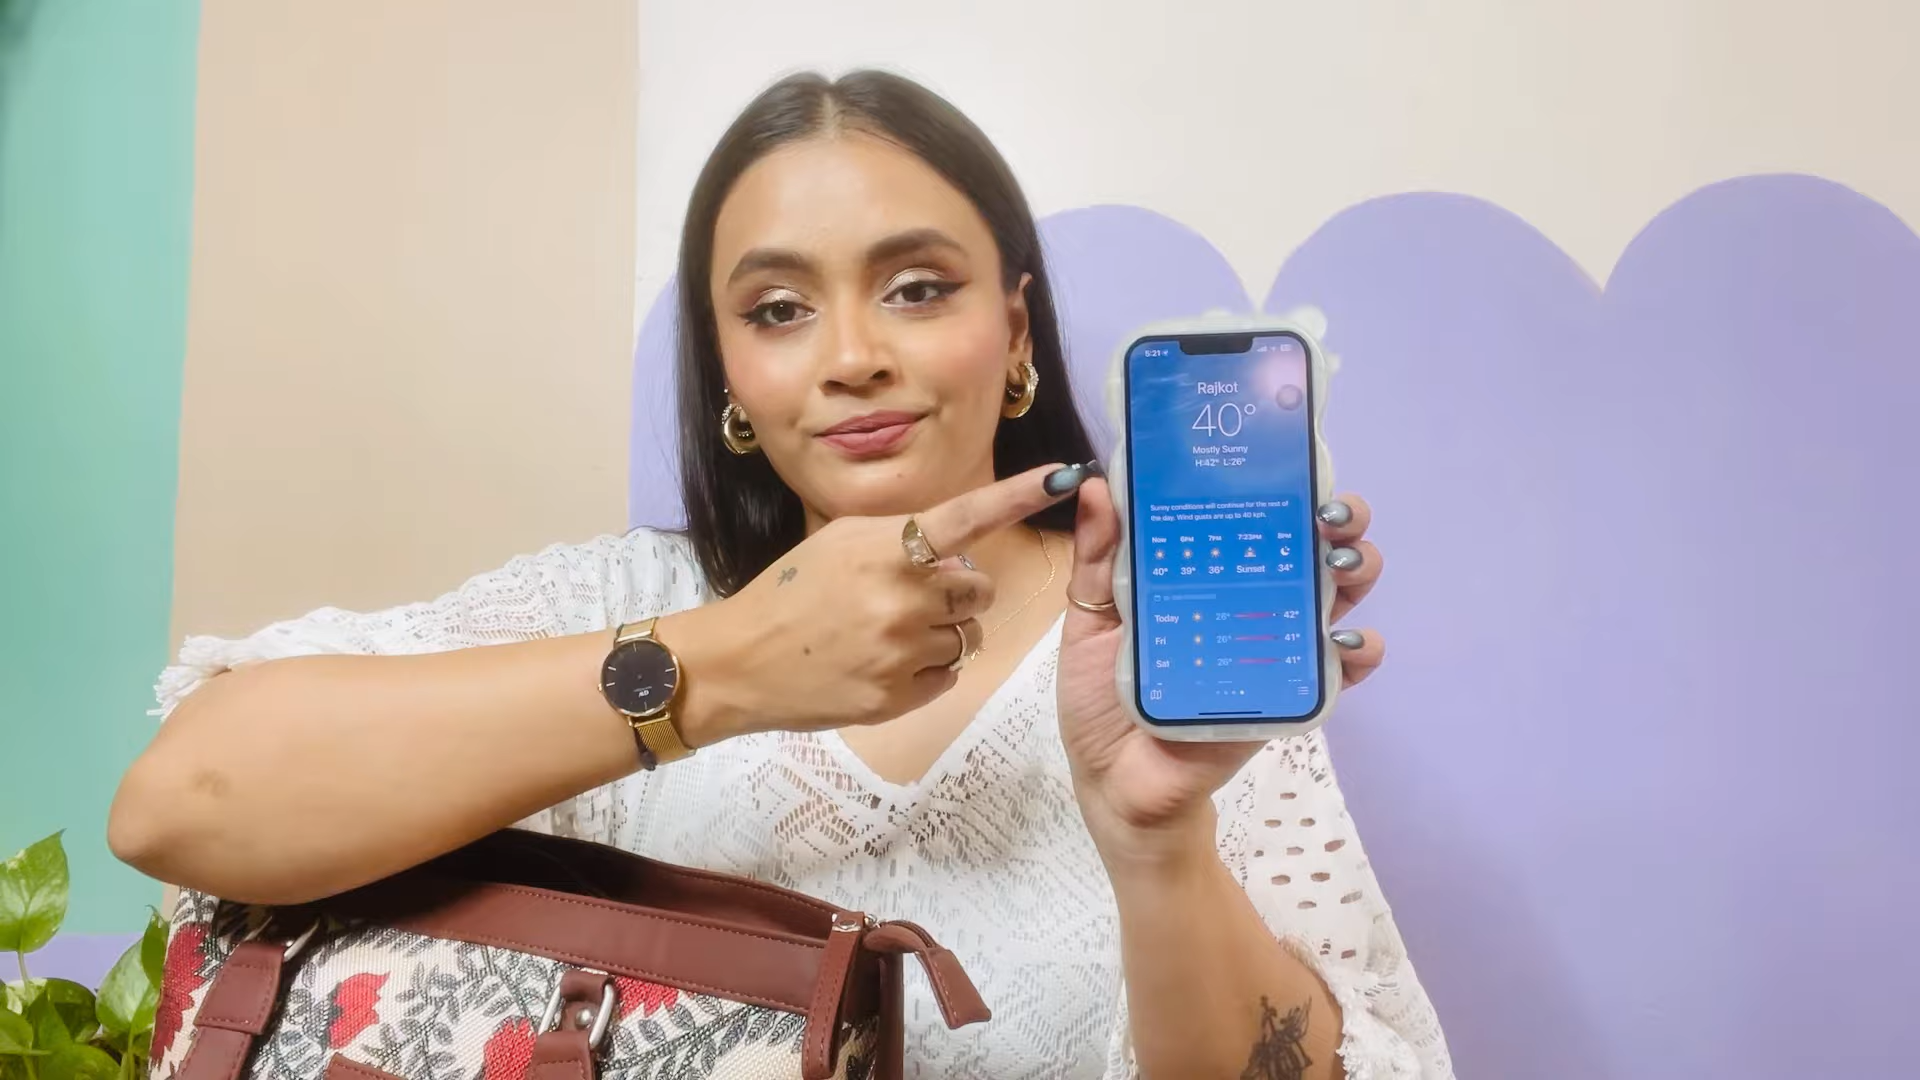 5:21
Rajkot
40°
Mostly Sunny
H:42° L:26°
Sunny conditions will continue for the rest of
the day. Wind gusts are up to 40 kph.
Now 6PM 7PM 7:23PM 8PM
40° 39° 36° Sunset 34°
Today 26° 42°
Fri 26° 41°
Sat 26° 41°